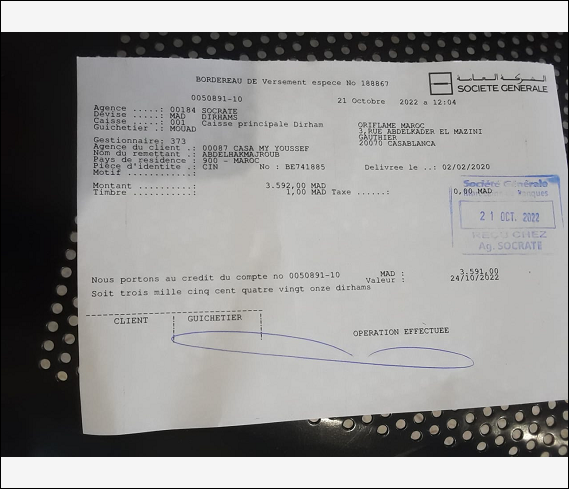 BORDEREAU DE Versement espece No 188867
الشركة العامة
SOCIETE GENERALE
0050891-10 21 Octobre 2022 a 12:04
Agence .....: 00184 SOCRATE
Devise .....: MAD DIRHAMS
Caisse .....: 001 Caisse principale Dirham
Guichetier .: MOUAD
ORIFLAME MAROC
3,RUE ABDELKADER EL MAZINI
GAUTHIER
20070 CASABLANCA
Gestionnaire: 373
Agence du client .: 00087 CASA MY YOUSSEF
Nom du remettant .: ABDELHAKMAJROUB
Pays de residence : 900 - MAROC
Pièce d'identite .: CIN No : BE741885 Delivree le ..: 02/02/2020
Motif ...........:
Montant ..........: 3.592,00 MAD
Timbre ..........: 1,00 MAD Taxe ......: 0,00 MAD
Société Générale
Banques
21 OCT. 2022
REÇU CHEZ
Ag. SOCRATE
Nous portons au credit du compte no 0050891-10 MAD : 3.591,00
Valeur : 24/10/2022
Soit trois mille cinq cent quatre vingt onze dirhams
CLIENT GUICHETIER
OPERATION EFFECTUEE